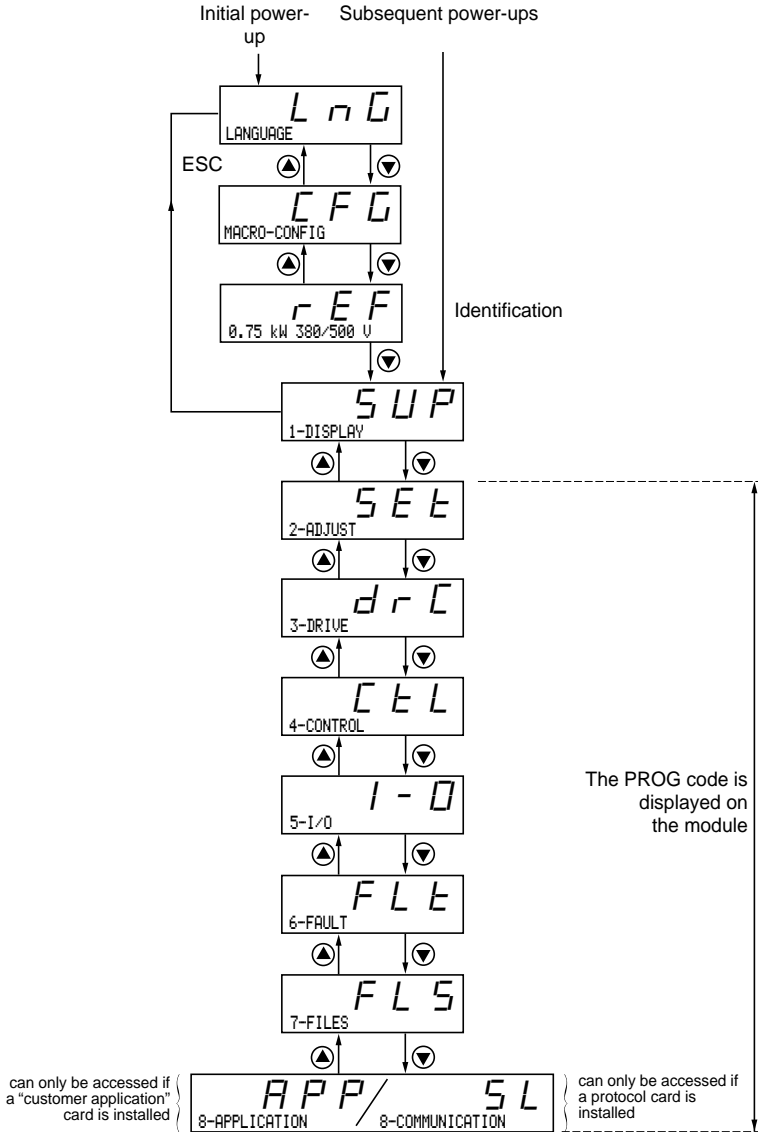 Initial power-
up
Subsequent power-ups
LnG
LANGUAGE
ESC
CFG
MACRO-CONFIG
rEF
0.75 kW 380/500 V
Identification
SUP
1-DISPLAY
SEt
2-ADJUST
drC
3-DRIVE
CtL
4-CONTROL
I-O
5-I/O
The PROG code is
displayed on
the module
FLt
6-FAULT
FLS
7-FILES
can only be accessed if
a “customer application”
card is installed
APP/ SL
8-APPLICATION 8-COMMUNICATION
can only be accessed if
a protocol card is
installed